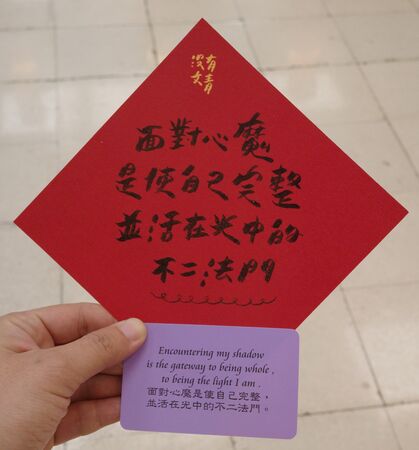 沒有
文青
面對心魔
是使自己完整
並活在光中的
不二法門
Encountering my shadow
is the gateway to being whole ,
to being the light I am .
面對心魔是使自己完整，
並活在光中的不二法門。